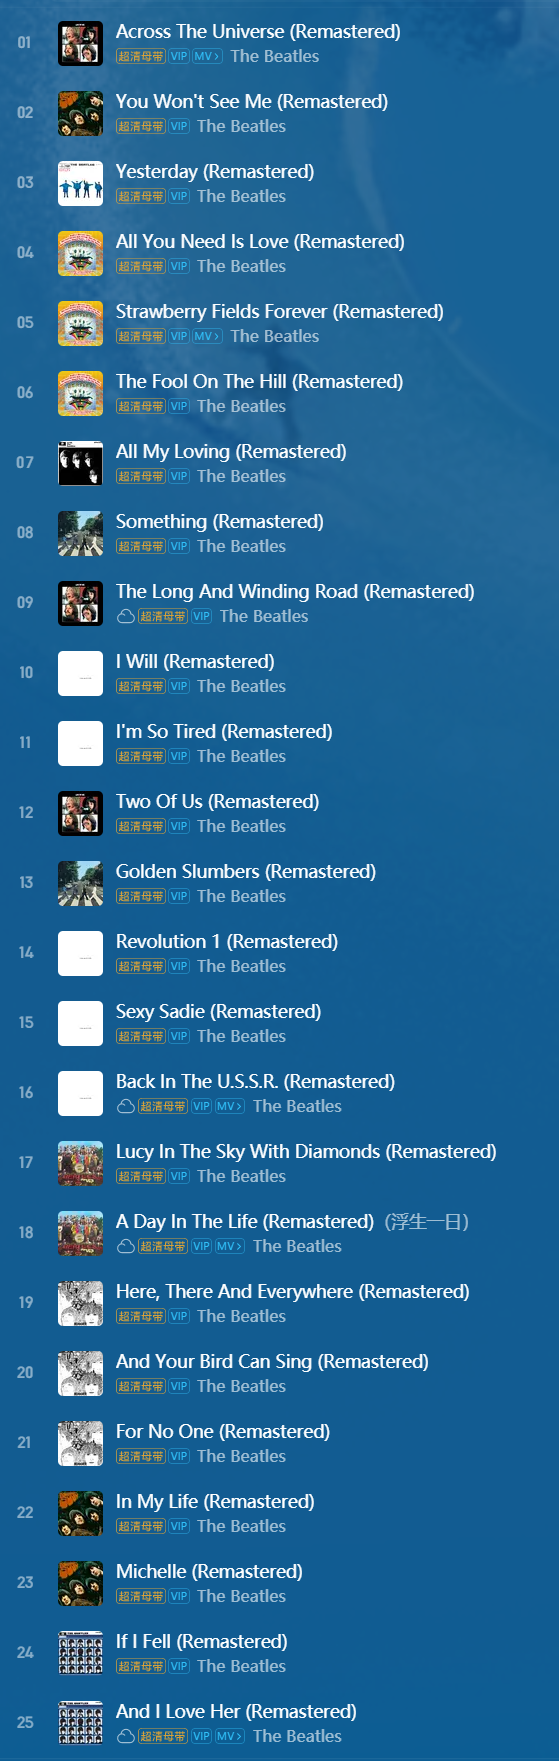 01
Across The Universe (Remastered)
超清母带 VIP MV The Beatles
02
You Won't See Me (Remastered)
超清母带 VIP The Beatles
03
Yesterday (Remastered)
超清母带 VIP The Beatles
04
All You Need Is Love (Remastered)
超清母带 VIP The Beatles
05
Strawberry Fields Forever (Remastered)
超清母带 VIP MV The Beatles
06
The Fool On The Hill (Remastered)
超清母带 VIP The Beatles
07
All My Loving (Remastered)
超清母带 VIP The Beatles
08
Something (Remastered)
超清母带 VIP The Beatles
09
The Long And Winding Road (Remastered)
超清母带 VIP The Beatles
10
I Will (Remastered)
超清母带 VIP The Beatles
11
I'm So Tired (Remastered)
超清母带 VIP The Beatles
12
Two Of Us (Remastered)
超清母带 VIP The Beatles
13
Golden Slumbers (Remastered)
超清母带 VIP The Beatles
14
Revolution 1 (Remastered)
超清母带 VIP The Beatles
15
Sexy Sadie (Remastered)
超清母带 VIP The Beatles
16
Back In The U.S.S.R. (Remastered)
超清母带 VIP MV The Beatles
17
Lucy In The Sky With Diamonds (Remastered)
超清母带 VIP The Beatles
18
A Day In The Life (Remastered) (浮生一日)
超清母带 VIP MV The Beatles
19
Here, There And Everywhere (Remastered)
超清母带 VIP The Beatles
20
And Your Bird Can Sing (Remastered)
超清母带 VIP The Beatles
21
For No One (Remastered)
超清母带 VIP The Beatles
22
In My Life (Remastered)
超清母带 VIP The Beatles
23
Michelle (Remastered)
超清母带 VIP The Beatles
24
If I Fell (Remastered)
超清母带 VIP The Beatles
25
And I Love Her (Remastered)
超清母带 VIP MV The Beatles